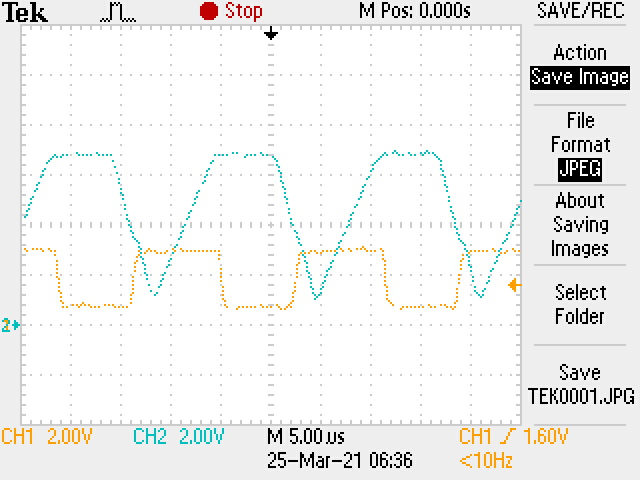 Tek Stop M Pos: 0.000s SAVE/REC
Action
Save Image
File
Format
JPEG
About
Saving
Images
Select
Folder
Save
TEK0001.JPG
2
CH1 2.00V CH2 2.00V M 5.00us CH1 1.60V
25-Mar-21 06:36 <10Hz